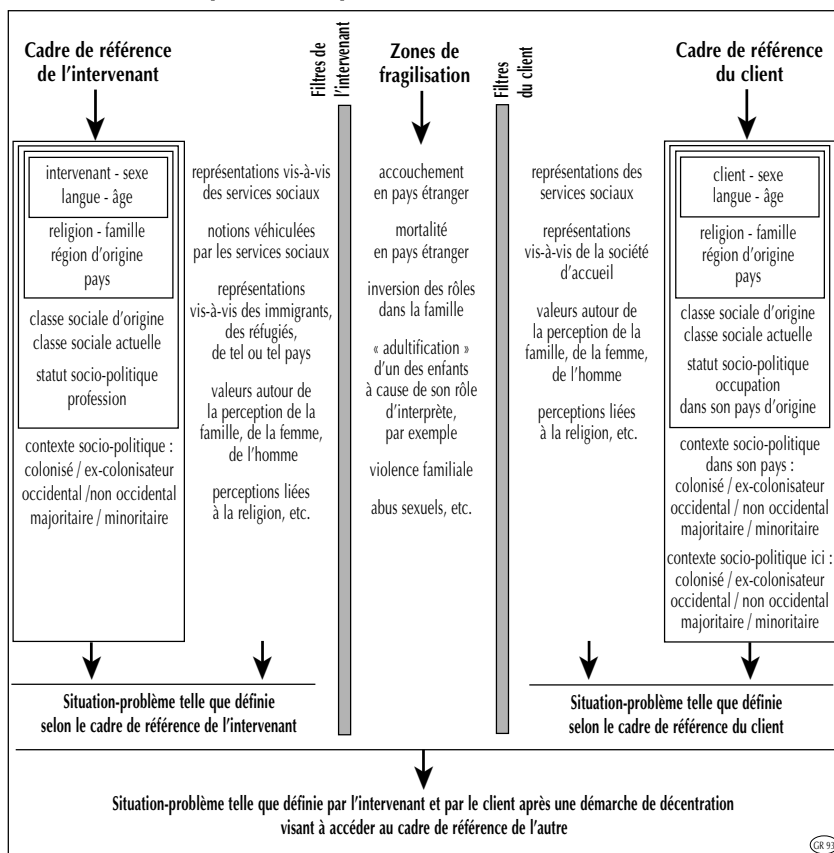 Cadre de référence
de l'intervenant
Filtres de
l'intervenant
Zones de
fragilisation
Filtres
du client
Cadre de référence
du client
intervenant - sexe
langue - âge
religion - famille
région d'origine
pays
classe sociale d'origine
classe sociale actuelle
statut socio-politique
profession
contexte socio-politique :
colonisé / ex-colonisateur
occidental /non occidental
majoritaire / minoritaire
représentations vis-à-vis
des services sociaux
notions véhiculées
par les services sociaux
représentations
vis-à-vis des immigrants,
des réfugiés,
de tel ou tel pays
valeurs autour de
la perception de la
famille, de la femme,
de l'homme
perceptions liées
à la religion, etc.
accouchement
en pays étranger
mortalité
en pays étranger
inversion des rôles
dans la famille
« adultification »
d'un des enfants
à cause de son rôle
d'interprète,
par exemple
violence familiale
abus sexuels, etc.
représentations des
services sociaux
représentations
vis-à-vis de la société
d'accueil
valeurs autour de
la perception de la
famille, de la femme,
de l'homme
perceptions liées
à la religion, etc.
client - sexe
langue - âge
religion - famille
région d'origine
pays
classe sociale d'origine
classe sociale actuelle
statut socio-politique
occupation
dans son pays d'origine
contexte socio-politique
dans son pays :
colonisé / ex-colonisateur
occidental / non occidental
majoritaire / minoritaire
contexte socio-politique ici :
colonisé / ex-colonisateur
occidental / non occidental
majoritaire / minoritaire
Situation-problème telle que définie
selon le cadre de référence de l'intervenant
Situation-problème telle que définie
selon le cadre de référence du client
Situation-problème telle que définie par l'intervenant et par le client après une démarche de décentration
visant à accéder au cadre de référence de l'autre
GR 93